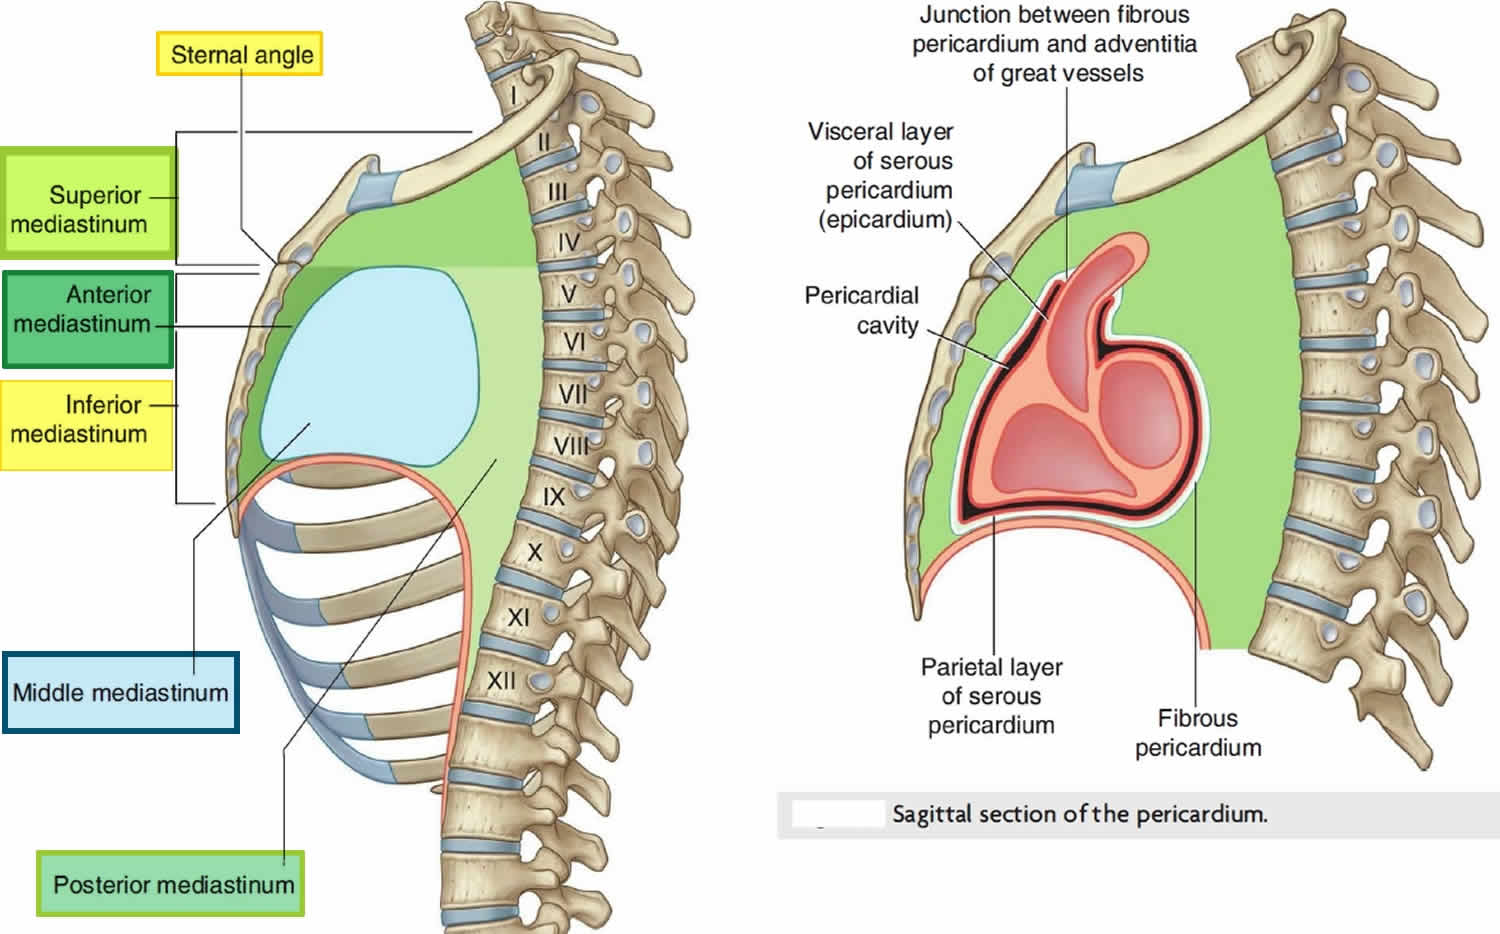 Sternal angle
Superior
mediastinum
Anterior
mediastinum
Inferior
mediastinum
Middle mediastinum
Posterior mediastinum
I
II
III
IV
V
VI
VII
VIII
IX
X
XI
XII
Junction between fibrous
pericardium and adventitia
of great vessels
Visceral layer
of serous
pericardium
(epicardium)
Pericardial
cavity
Parietal layer
of serous
pericardium
Fibrous
pericardium
Sagittal section of the pericardium.